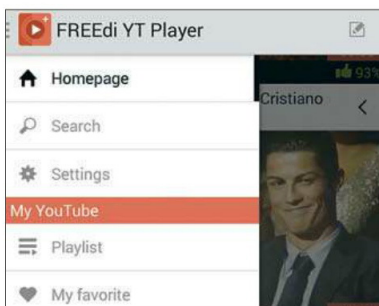 FREEdi YT Player
Homepage
93%
Cristiano
Search
Settings
My YouTube
Playlist
My favorite